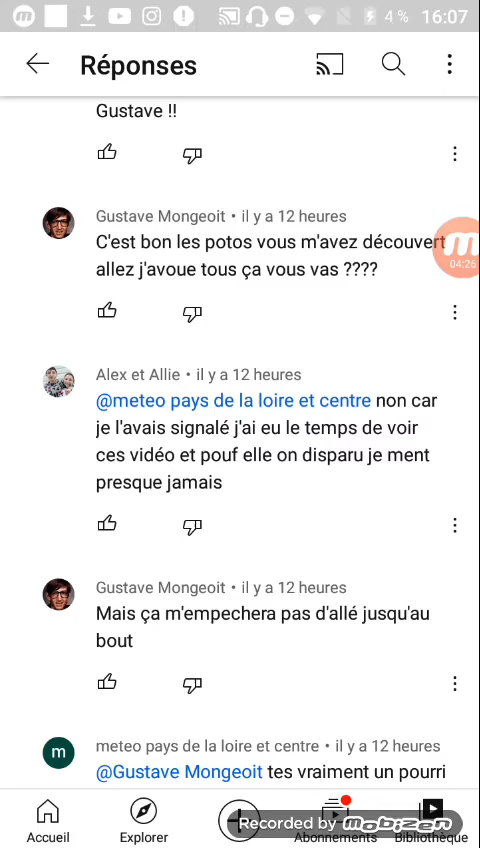 4 % 16:07
Réponses
Gustave !!
Gustave Mongeoit • il y a 12 heures
C'est bon les potos vous m'avez découvert
allez j'avoue tous ça vous vas ????
04:26
Alex et Allie • il y a 12 heures
@meteo pays de la loire et centre non car
je l'avais signalé j'ai eu le temps de voir
ces vidéo et pouf elle on disparu je ment
presque jamais
Gustave Mongeoit • il y a 12 heures
Mais ça m'empechera pas d'allé jusqu'au
bout
m
meteo pays de la loire et centre • il y a 12 heures
@Gustave Mongeoit tes vraiment un pourri
Recorded by mobizen
Accueil Explorer Abonnements Bibliothèque